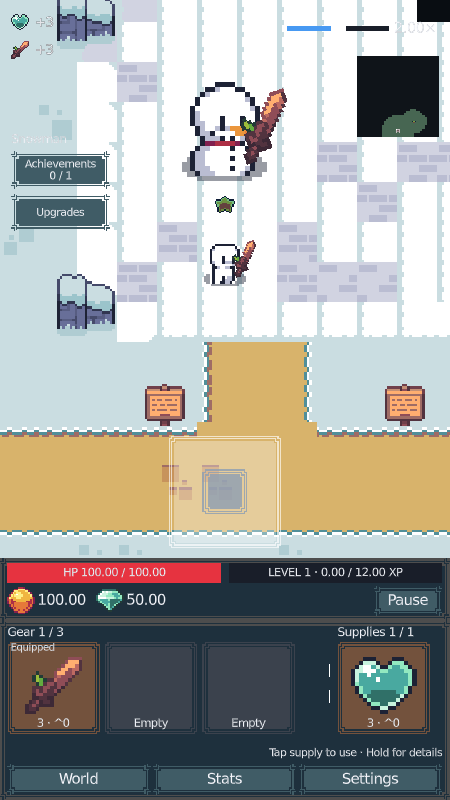 +3
2.00×
+3
Achievements
0 / 1
Upgrades
HP 100.00 / 100.00
LEVEL 1 · 0.00 / 12.00 XP
100.00
50.00
Pause
Gear 1 / 3
Supplies 1 / 1
Equipped
3 · ^0
Empty
Empty
3 · ^0
Tap supply to use · Hold for details
World
Stats
Settings